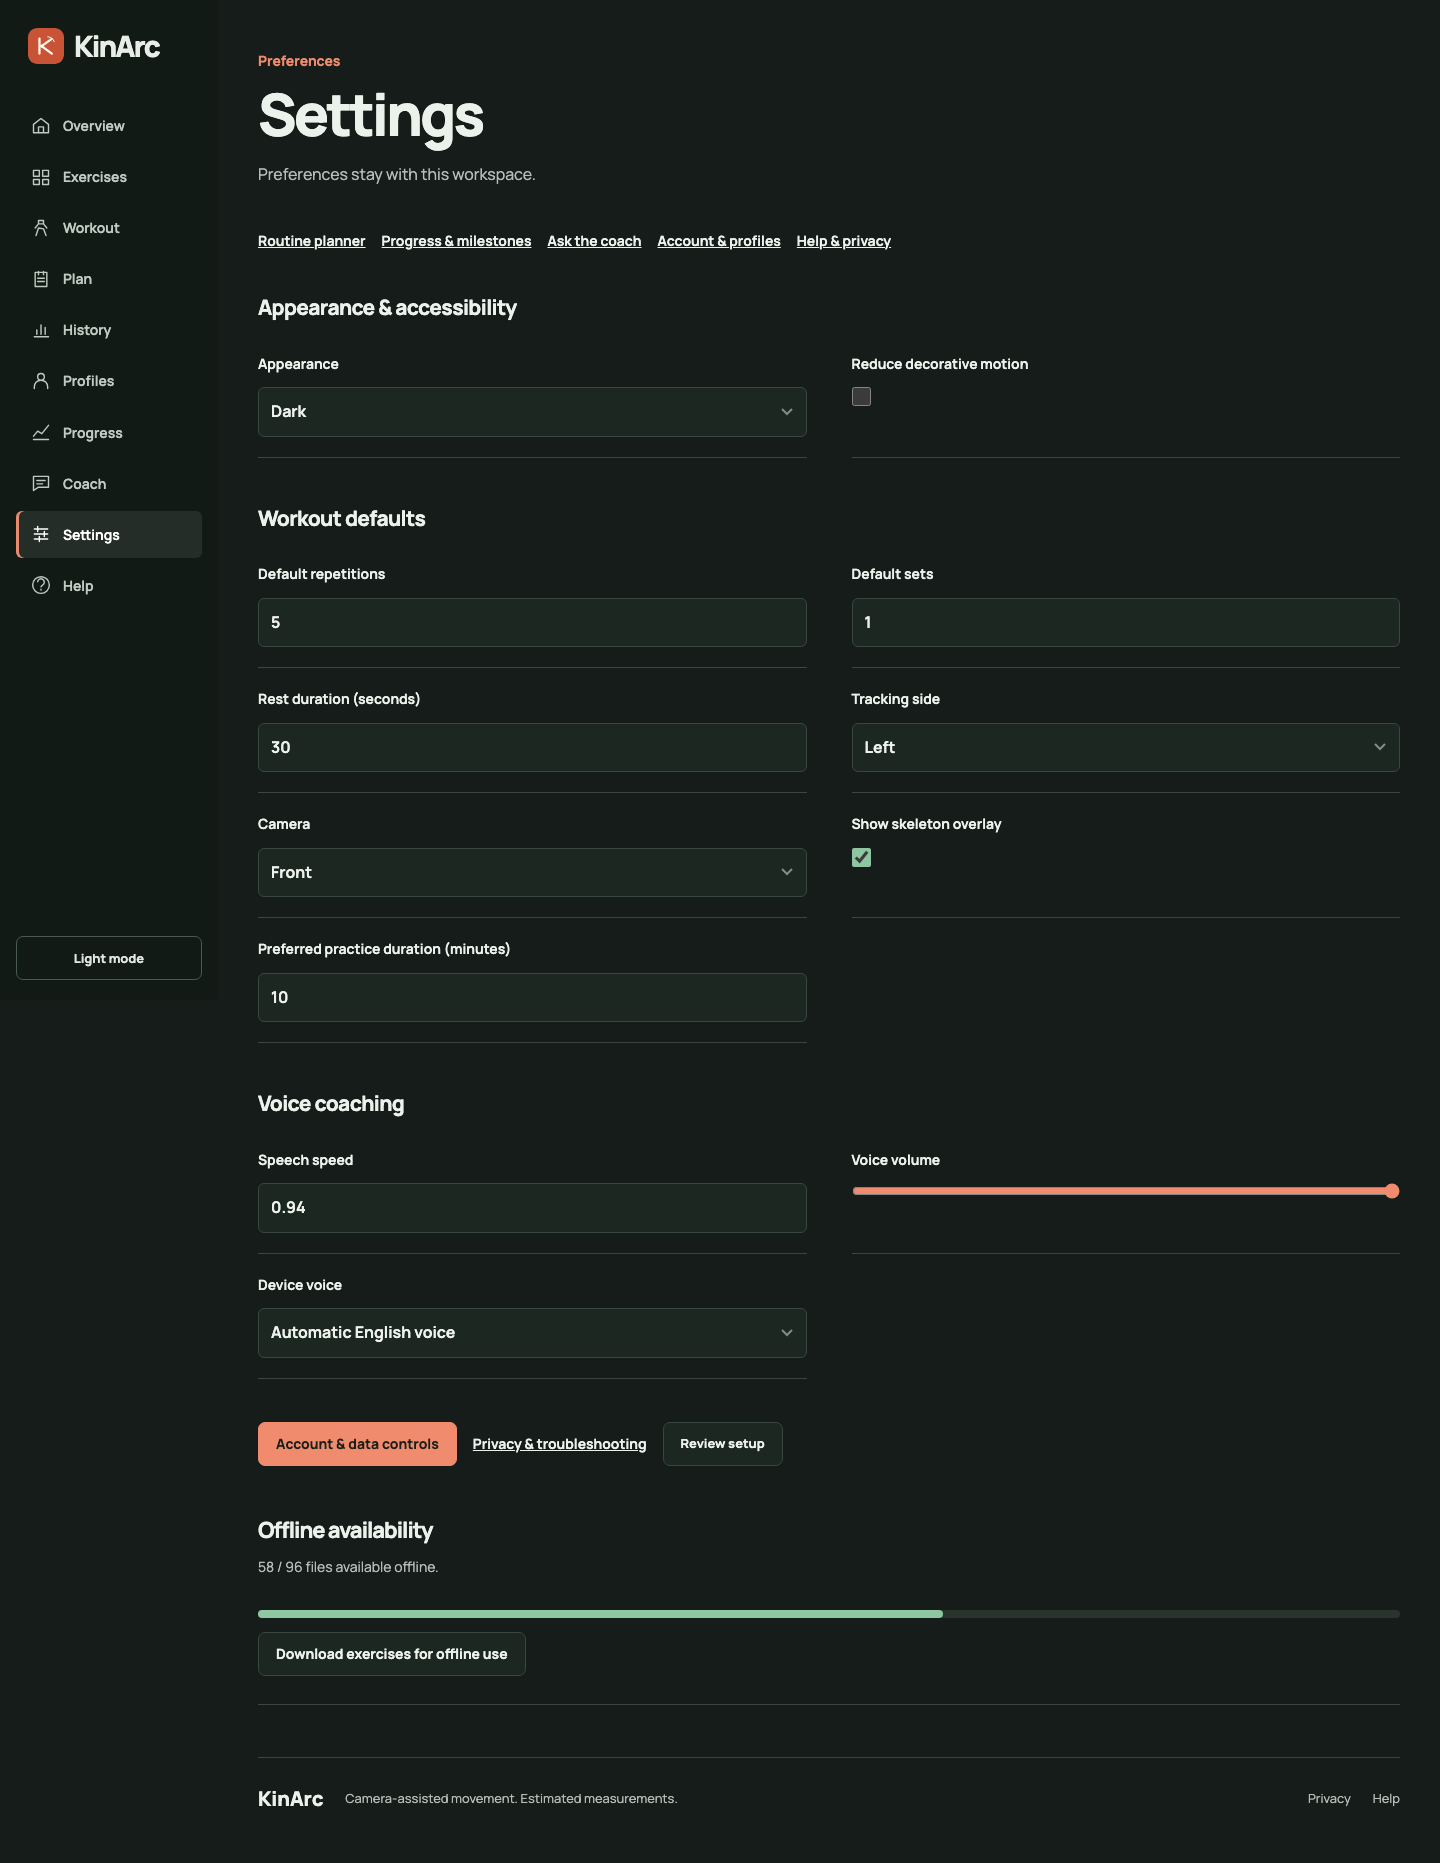 KinArc
Overview
Exercises
Workout
Plan
History
Profiles
Progress
Coach
Settings
Help
Light mode
Preferences
Settings
Preferences stay with this workspace.
Routine planner Progress & milestones Ask the coach Account & profiles Help & privacy
Appearance & accessibility
Appearance
Dark
Reduce decorative motion
Workout defaults
Default repetitions
5
Default sets
1
Rest duration (seconds)
30
Tracking side
Left
Camera
Front
Show skeleton overlay
Preferred practice duration (minutes)
10
Voice coaching
Speech speed
0.94
Voice volume
Device voice
Automatic English voice
Account & data controls Privacy & troubleshooting Review setup
Offline availability
58 / 96 files available offline.
Download exercises for offline use
KinArc Camera-assisted movement. Estimated measurements. Privacy Help